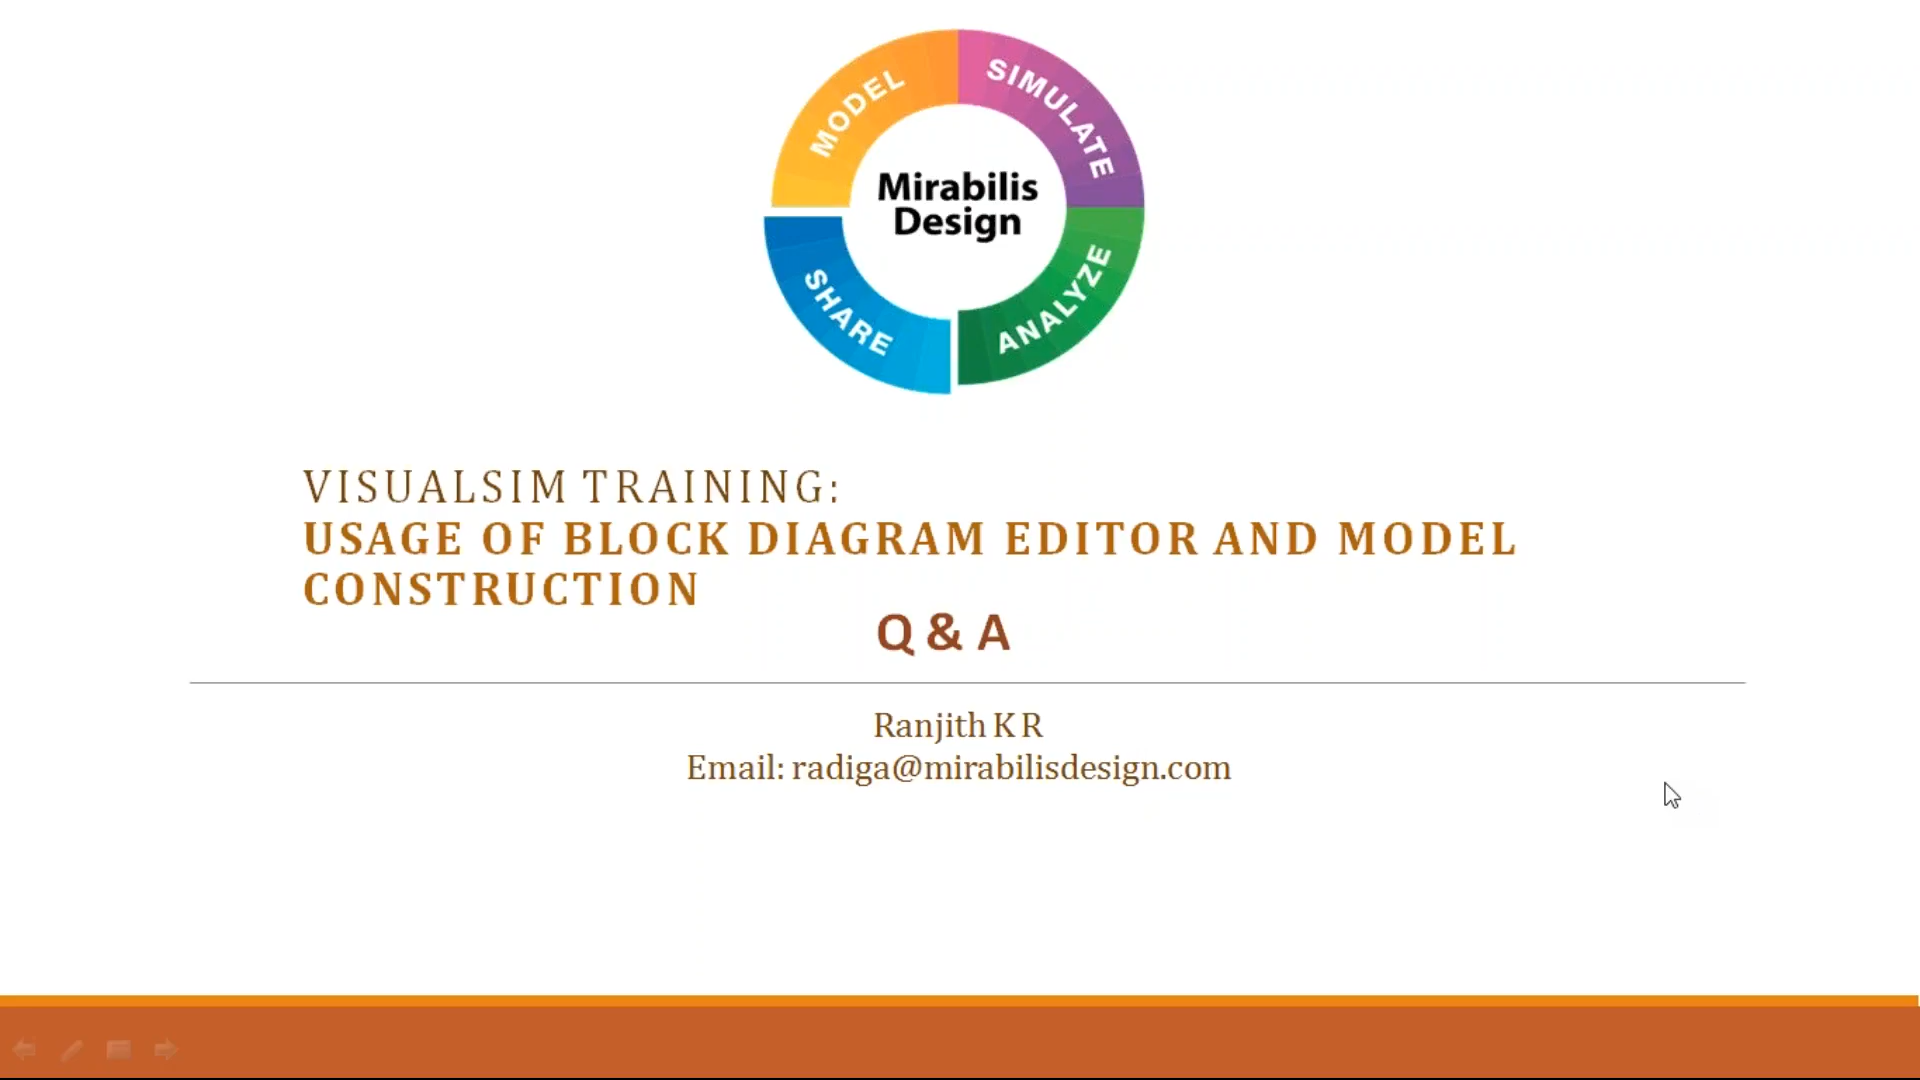 MODEL
SIMULATE
Mirabilis
Design
SHARE
ANALYZE
VISUALSIM TRAINING:
USAGE OF BLOCK DIAGRAM EDITOR AND MODEL
CONSTRUCTION
Q & A
Ranjith K R
Email: radiga@mirabilisdesign.com